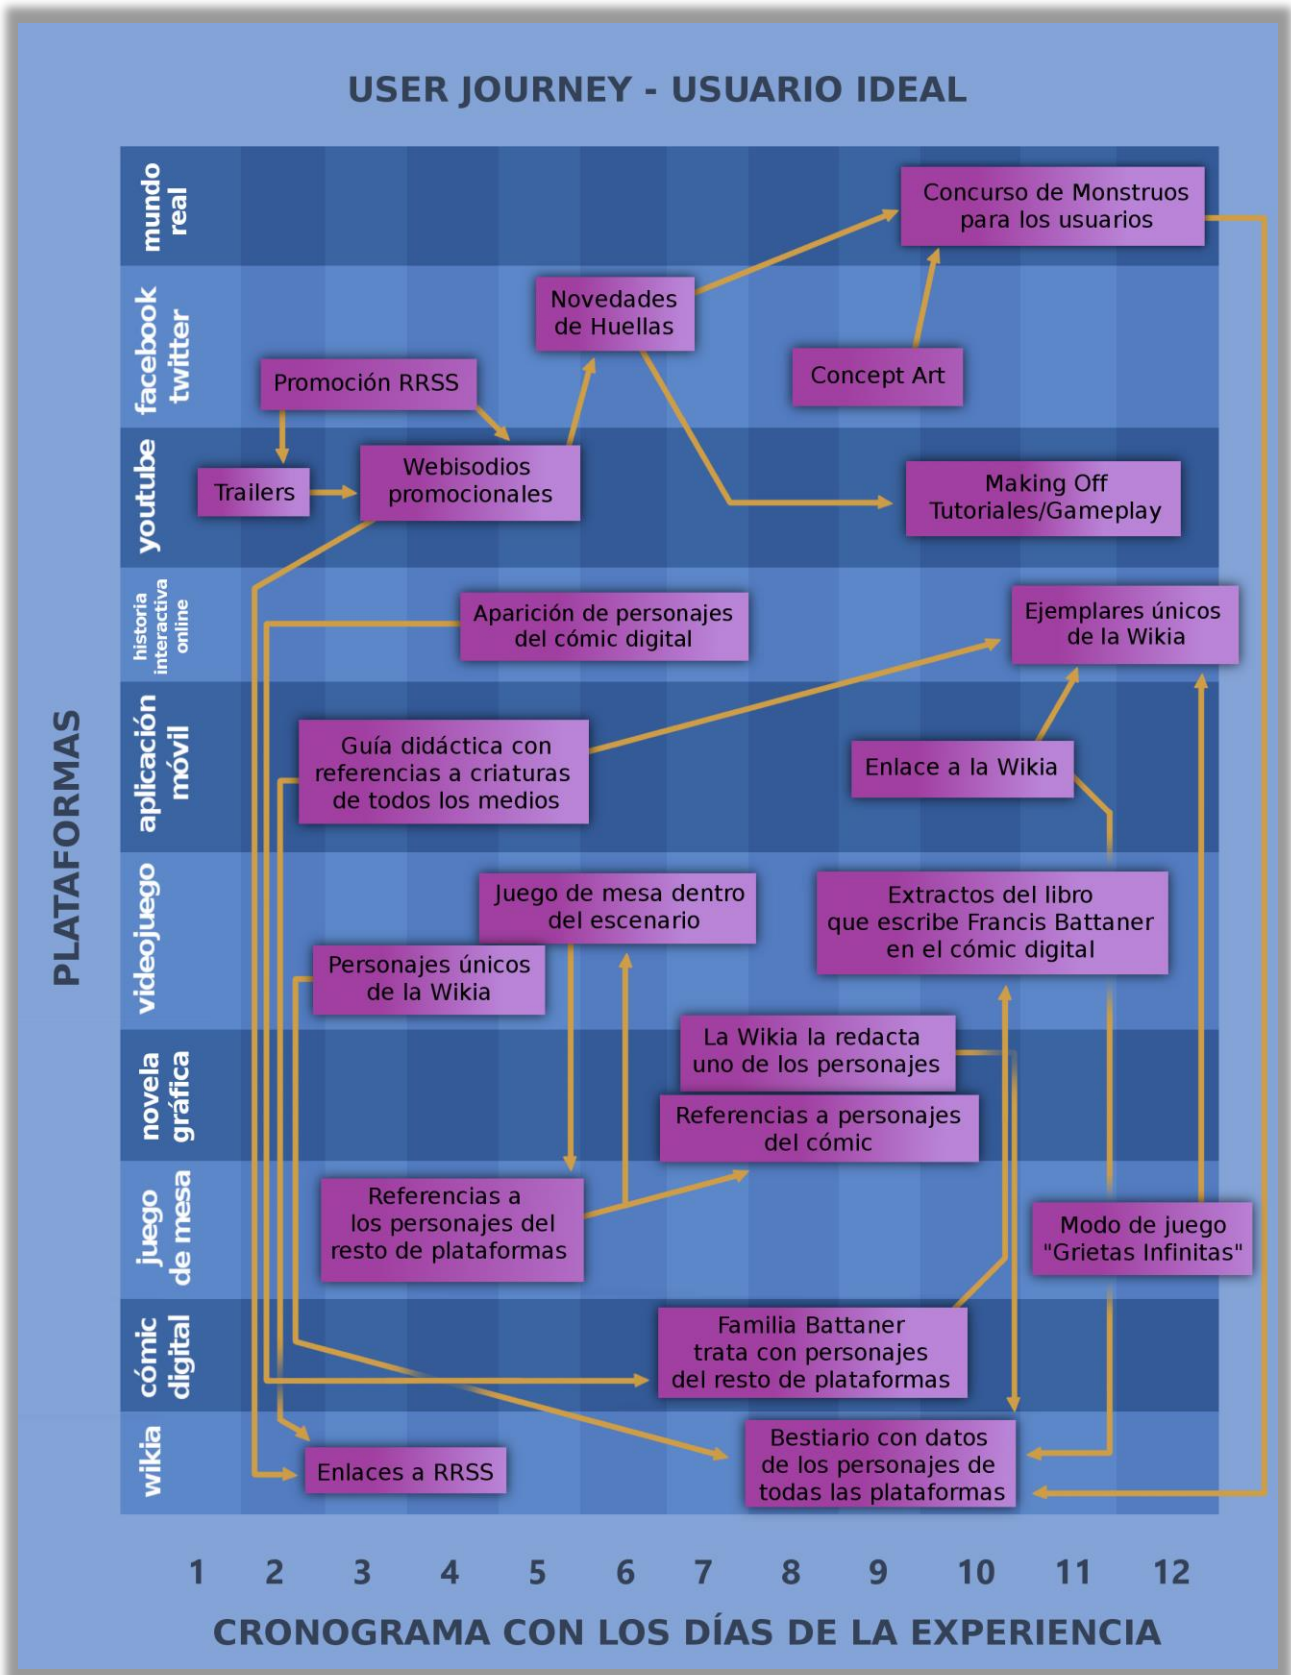 USER JOURNEY - USUARIO IDEAL
PLATAFORMAS
mundo
real
Concurso de Monstruos
para los usuarios
facebook
twitter
Novedades
de Huellas
Promoción RRSS
Concept Art
youtube
Trailers
Webisodios
promocionales
Making Off
Tutoriales/Gameplay
historia
interactiva
online
Aparición de personajes
del cómic digital
Ejemplares únicos
de la Wikia
aplicación
móvil
Guía didáctica con
referencias a criaturas
de todos los medios
Enlace a la Wikia
videojuego
Juego de mesa dentro
del escenario
Extractos del libro
que escribe Francis Battaner
en el cómic digital
Personajes únicos
de la Wikia
novela
gráfica
La Wikia la redacta
uno de los personajes
Referencias a personajes
del cómic
juego
de mesa
Referencias a
los personajes del
resto de plataformas
Modo de juego
"Grietas Infinitas"
cómic
digital
Familia Battaner
trata con personajes
del resto de plataformas
wikia
Enlaces a RRSS
Bestiario con datos
de los personajes de
todas las plataformas
1 2 3 4 5 6 7 8 9 10 11 12
CRONOGRAMA CON LOS DÍAS DE LA EXPERIENCIA